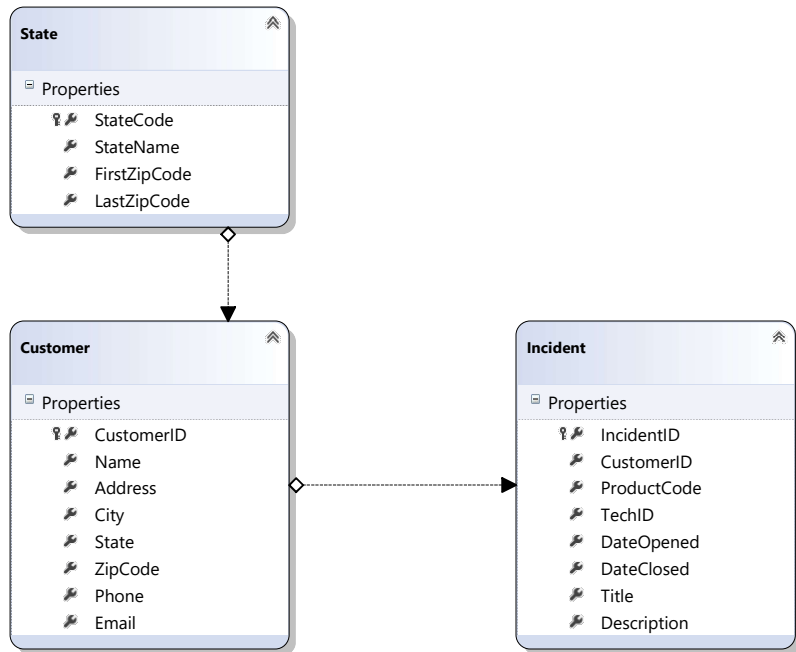 State
Properties
StateCode
StateName
FirstZipCode
LastZipCode
Customer
Properties
CustomerID
Name
Address
City
State
ZipCode
Phone
Email
Incident
Properties
IncidentID
CustomerID
ProductCode
TechID
DateOpened
DateClosed
Title
Description